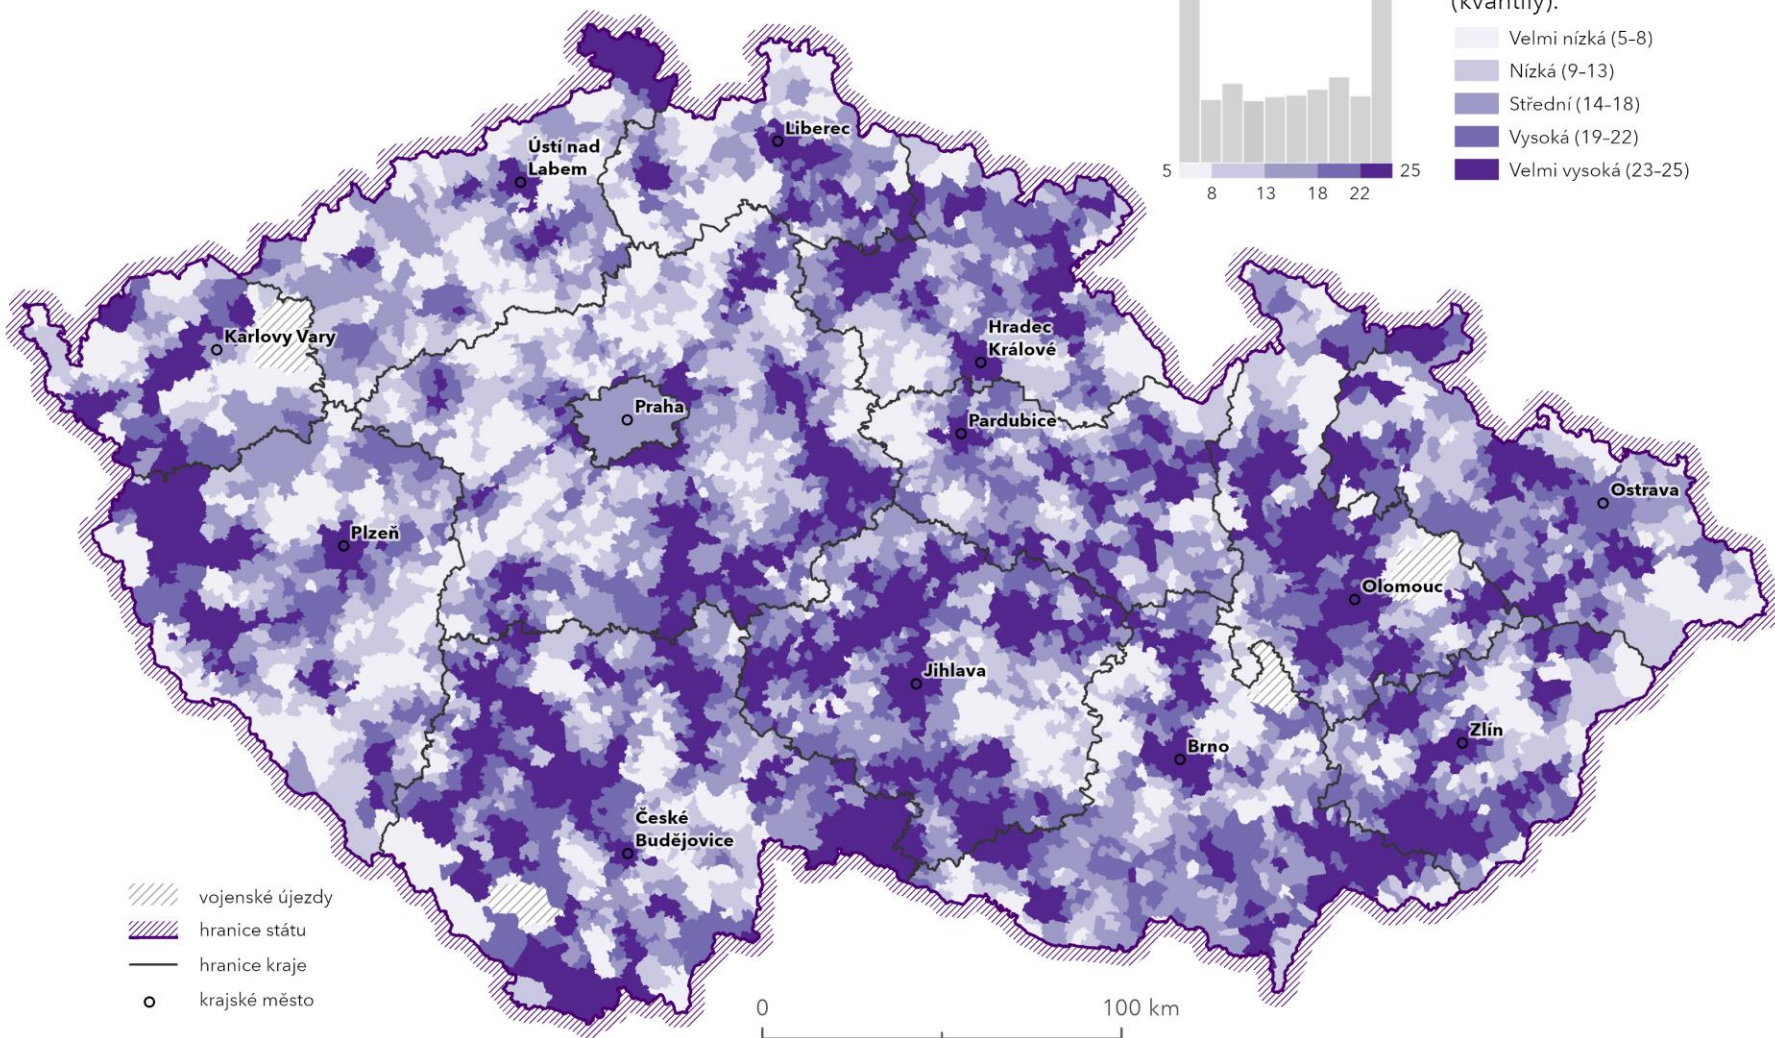 (kvantily):
Velmi nízká (5–8)
Nízká (9–13)
Střední (14–18)
Vysoká (19–22)
Velmi vysoká (23–25)
5
25
8
13
18
22
Liberec
Ústí nad
Labem
Karlovy Vary
Hradec
Králové
Praha
Pardubice
Ostrava
Plzeň
Olomouc
Jihlava
Zlín
Brno
České
Budějovice
vojenské újezdy
hranice státu
hranice kraje
krajské město
0
100 km